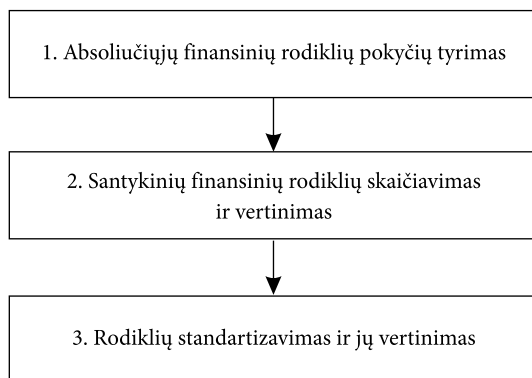 1. Absoliučiųjų finansinių rodiklių pokyčių tyrimas
2. Santykinių finansinių rodiklių skaičiavimas
ir vertinimas
3. Rodiklių standartizavimas ir jų vertinimas